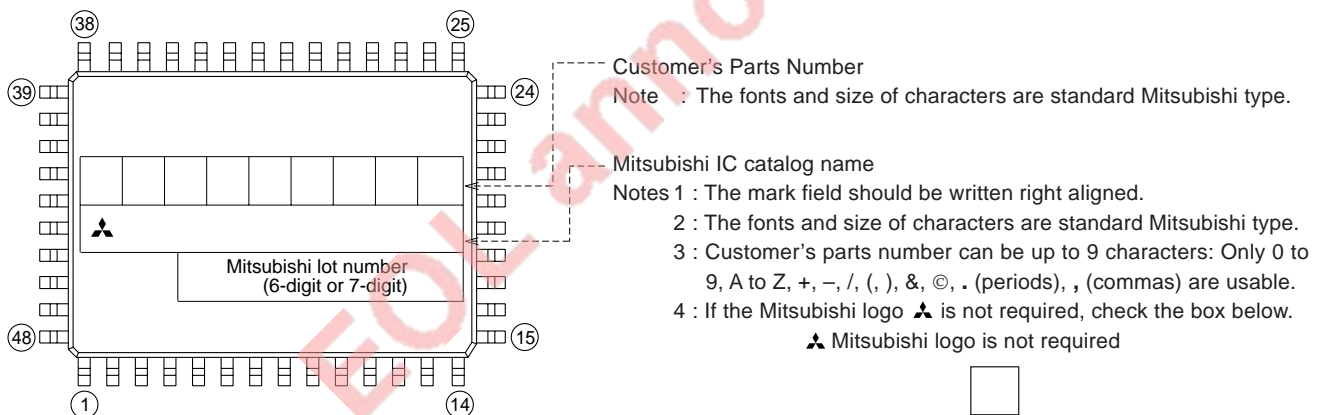 38
25
39
24
48
15
1
14
Mitsubishi lot number
(6-digit or 7-digit)
Customer's Parts Number
Note : The fonts and size of characters are standard Mitsubishi type.
Mitsubishi IC catalog name
Notes 1 : The mark field should be written right aligned.
2 : The fonts and size of characters are standard Mitsubishi type.
3 : Customer's parts number can be up to 9 characters: Only 0 to
9, A to Z, +, –, /, (, ), &, ©, . (periods), , (commas) are usable.
4 : If the Mitsubishi logo is not required, check the box below.
Mitsubishi logo is not required
EOL anno